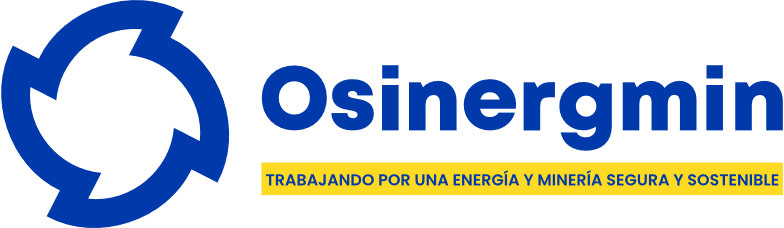 Osinergmin
TRABAJANDO POR UNA ENERGÍA Y MINERÍA SEGURA Y SOSTENIBLE